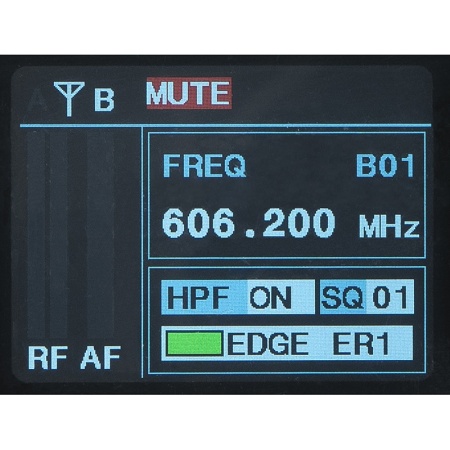 A B MUTE
FREQ B01
606.200 MHz
HPF ON SQ 01
EDGE ER1
RF AF